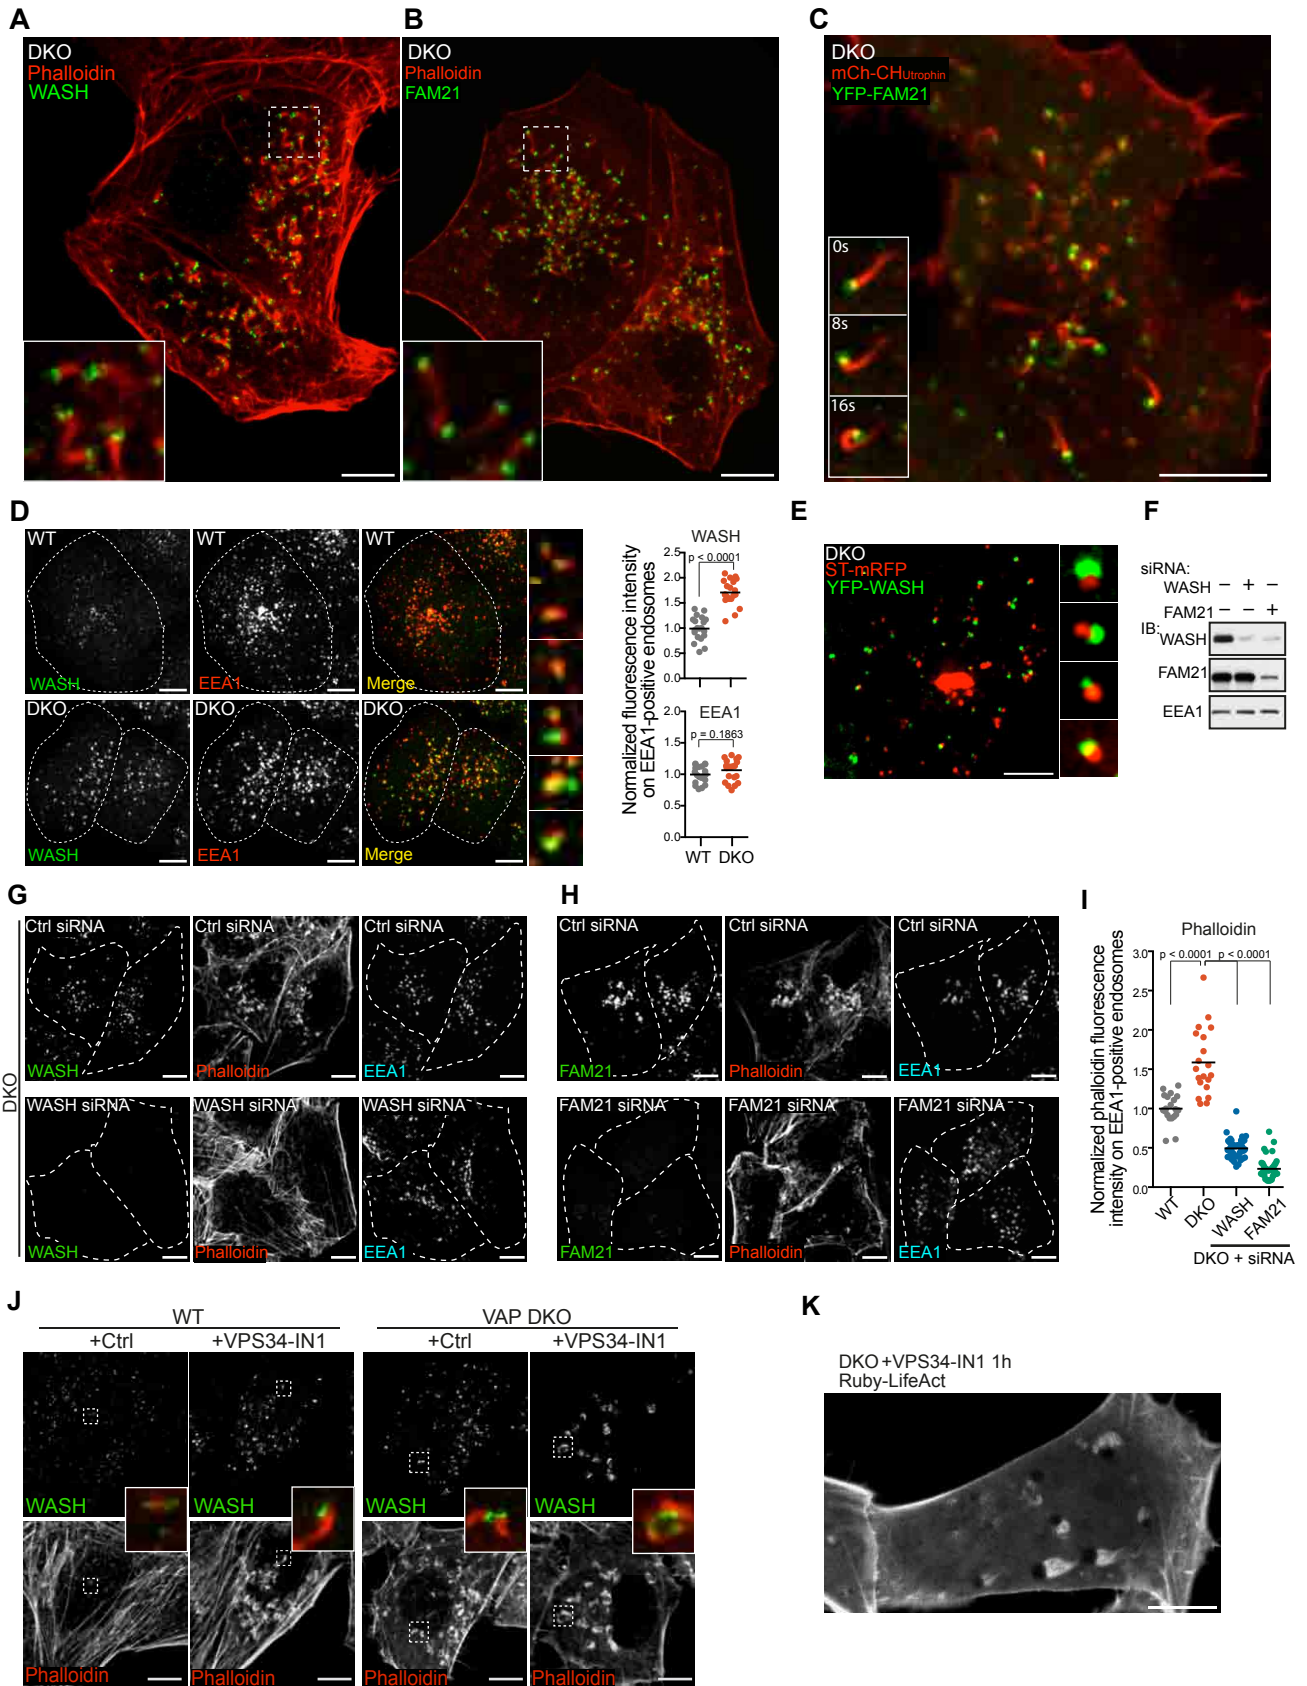 A
DKO
Phalloidin
WASH
B
DKO
Phalloidin
FAM21
C
DKO
mCh-CHUtrophin
YFP-FAM21
0s
8s
16s
D
WT
WASH
WT
EEA1
WT
Merge
DKO
WASH
DKO
EEA1
DKO
Merge
Normalized fluorescence intensity
on EEA1-positive endosomes
WASH
p < 0.0001
2.5
2.0
1.5
1.0
0.5
0.0
EEA1
p = 0.1863
2.0
1.5
1.0
0.5
0.0
WT DKO
E
DKO
ST-mRFP
YFP-WASH
F
siRNA:
WASH − + −
FAM21 − − +
IB:
WASH
FAM21
EEA1
G
DKO
Ctrl siRNA
WASH
Ctrl siRNA
Phalloidin
Ctrl siRNA
EEA1
WASH siRNA
WASH
WASH siRNA
Phalloidin
WASH siRNA
EEA1
H
Ctrl siRNA
FAM21
Ctrl siRNA
Phalloidin
Ctrl siRNA
EEA1
FAM21 siRNA
FAM21
FAM21 siRNA
Phalloidin
FAM21 siRNA
EEA1
I
Phalloidin
Normalized phalloidin fluorescence
intensity on EEA1-positive endosomes
p < 0.0001 p < 0.0001
3.0
2.5
2.0
1.5
1.0
0.5
0.0
WT
DKO
WASH
FAM21
DKO + siRNA
J
WT
+Ctrl
+VPS34-IN1
VAP DKO
+Ctrl
+VPS34-IN1
WASH
WASH
WASH
WASH
Phalloidin
Phalloidin
Phalloidin
Phalloidin
K
DKO +VPS34-IN1 1h
Ruby-LifeAct